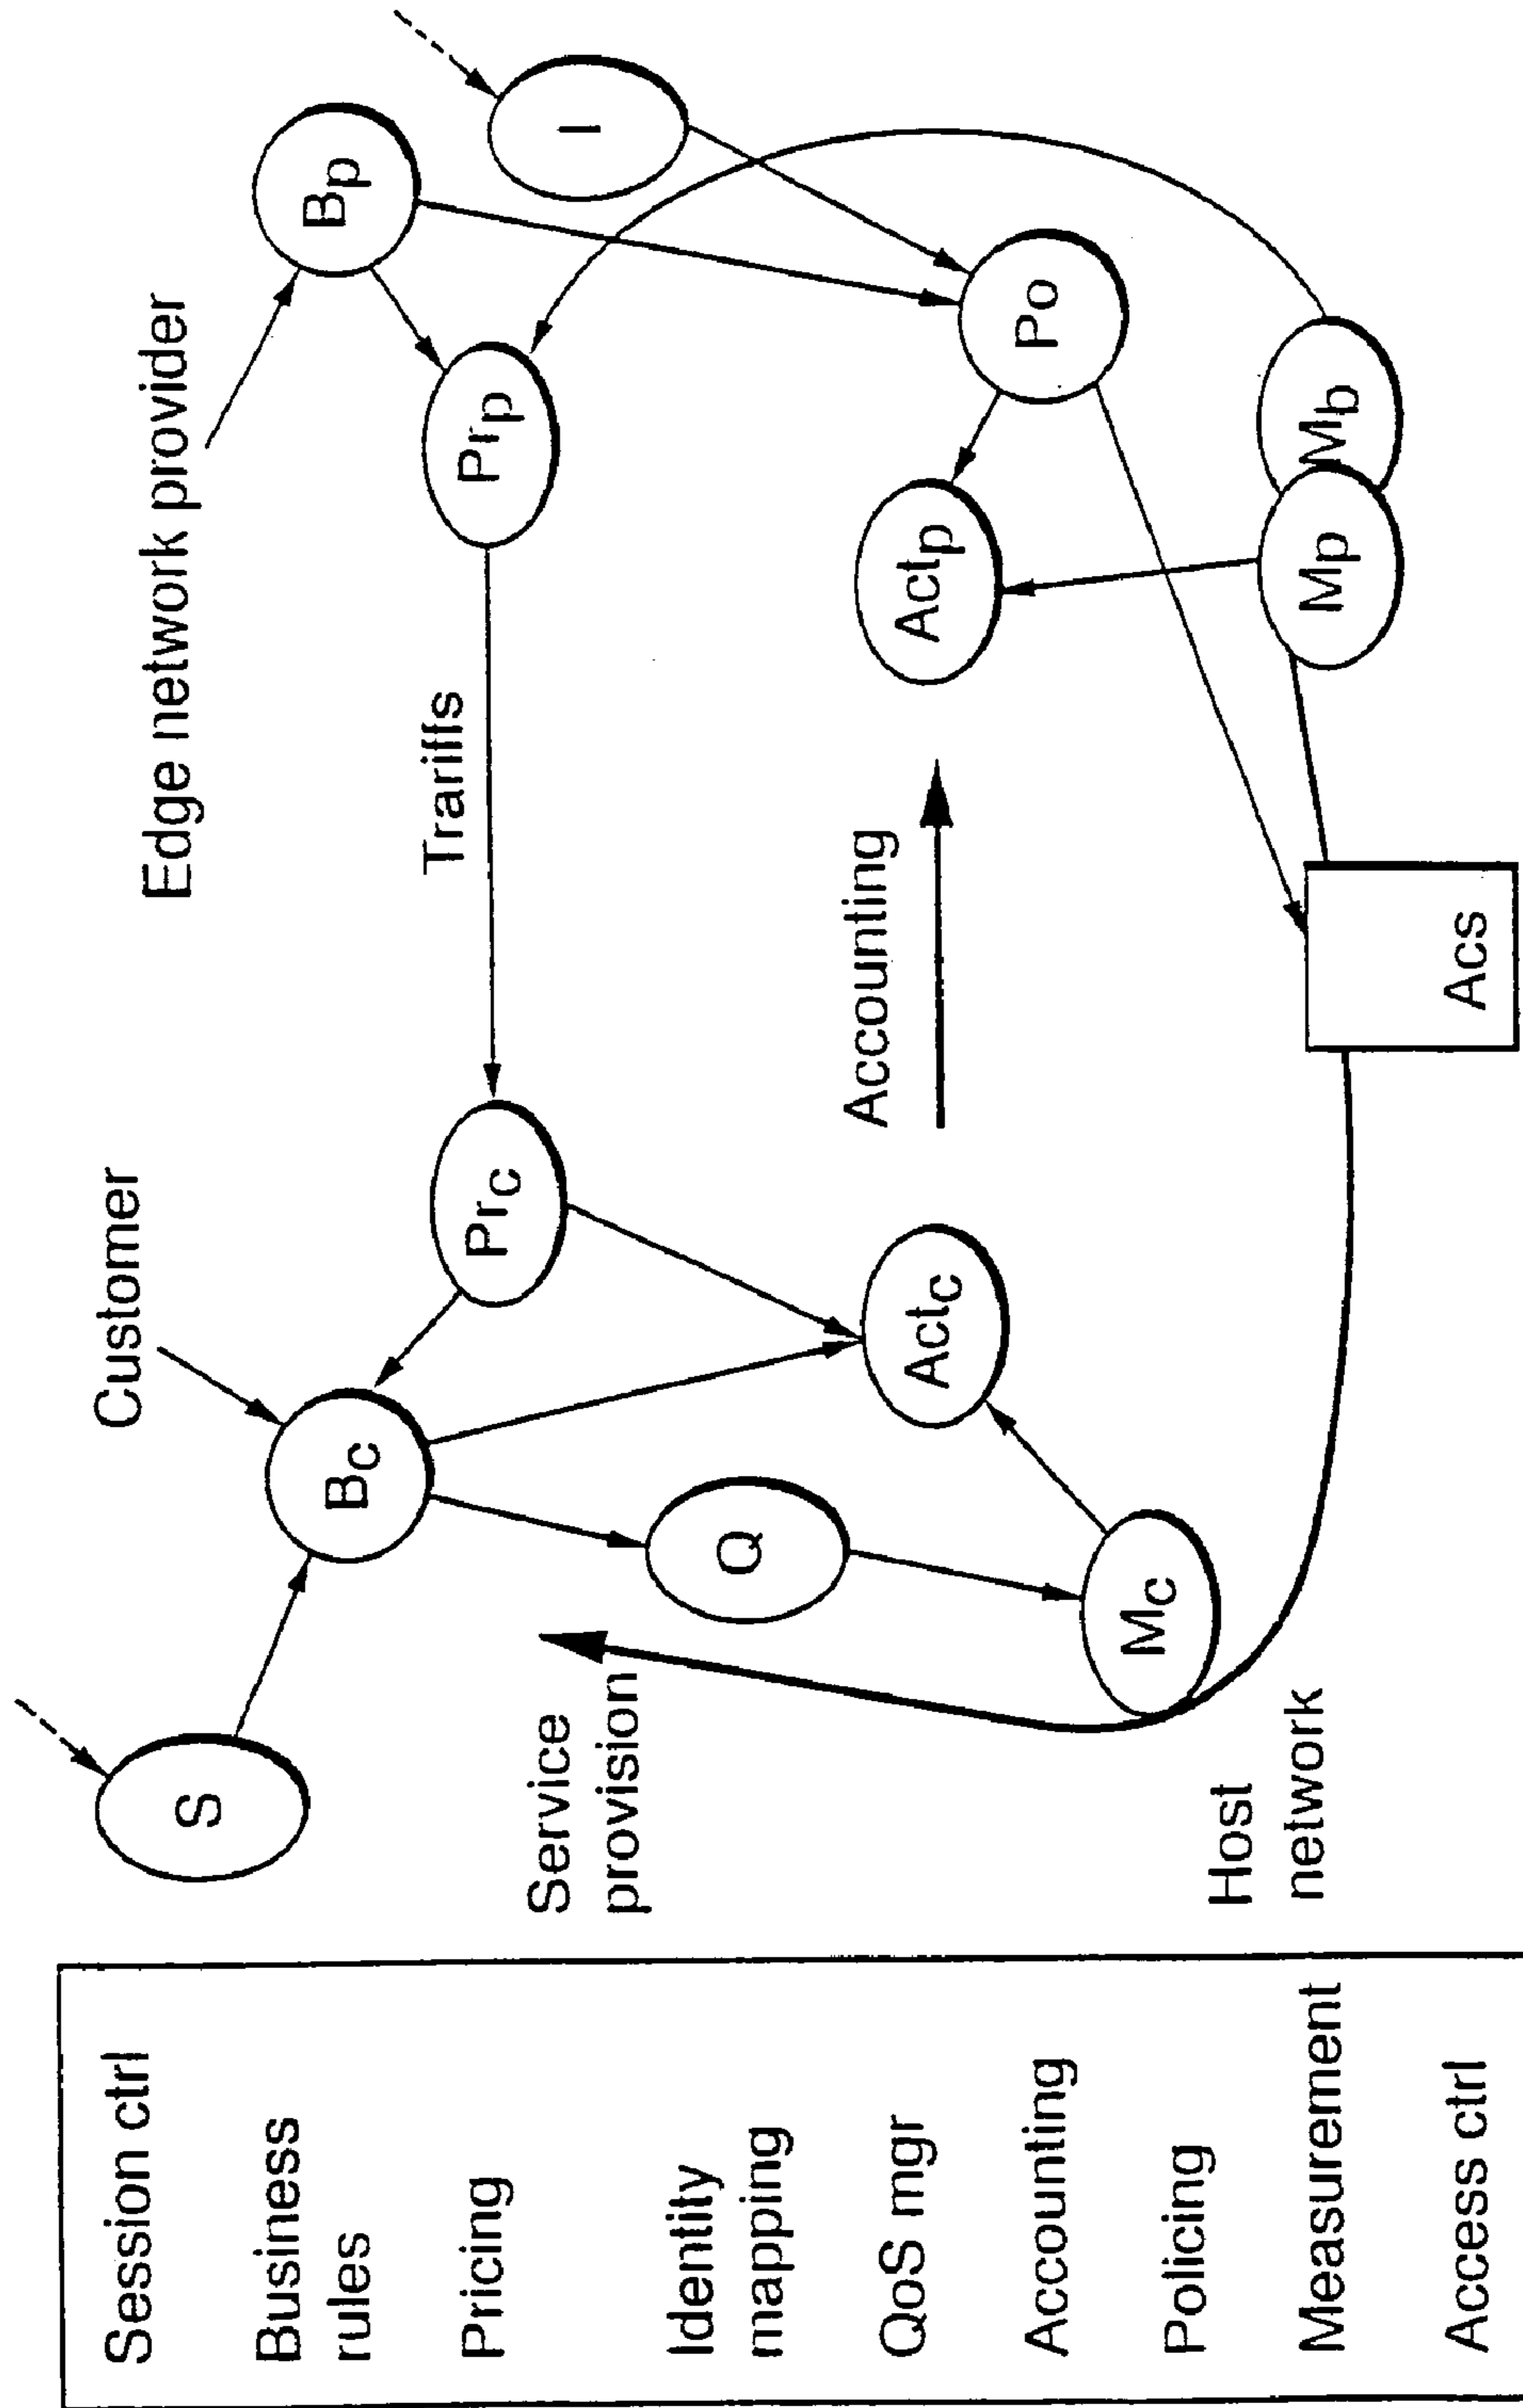 Session ctrl
Business
rules
Pricing
Identity
mapping
QoS mgr
Accounting
Policing
Measurement
Access ctrl
Customer
Edge network provider
S
Bc
Bp
Prc
Trariffs
Prp
I
Service
provision
Q
Accounting
Actc
Actp
Po
Host
network
Mc
Mp
Mb
Acs